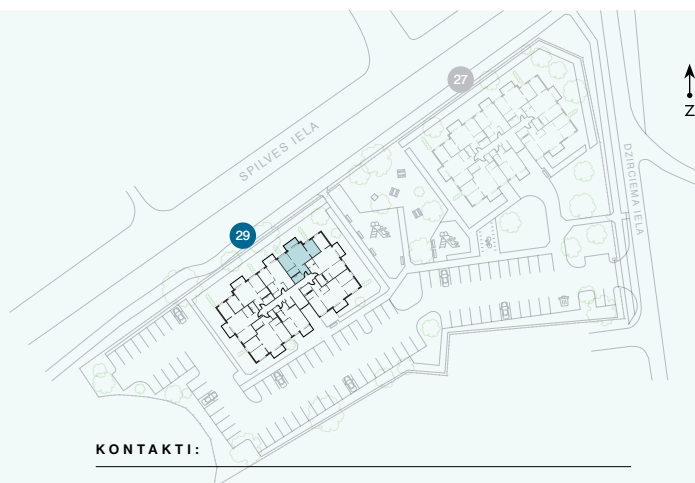 27
Z
SPILVES IELA
DZIRCIEMA IELA
29
KONTAKTI: